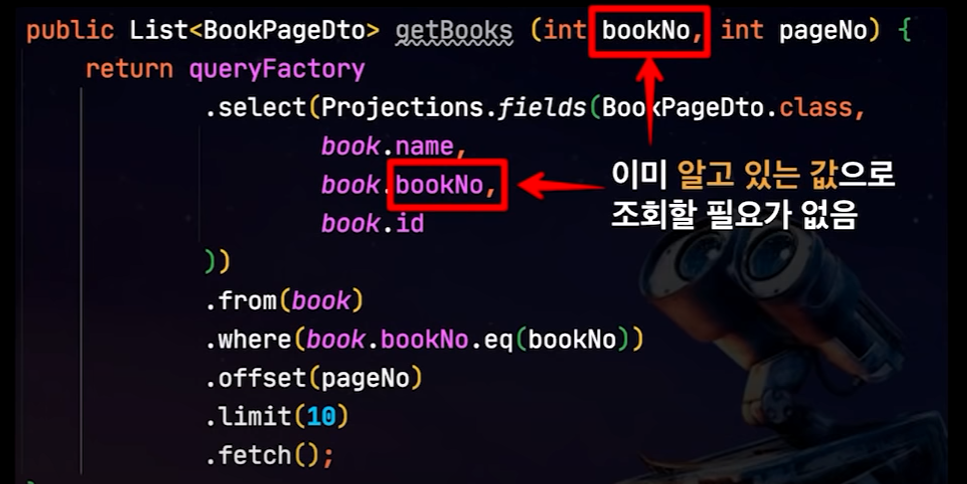 public List<BookPageDto> getBooks (int bookNo, int pageNo) {
return queryFactory
.select(Projections.fields(BookPageDto.class,
book.name,
book.bookNo,
book.id
))
이미 알고 있는 값으로
조회할 필요가 없음
.from(book)
.where(book.bookNo.eq(bookNo))
.offset(pageNo)
.limit(10)
.fetch();